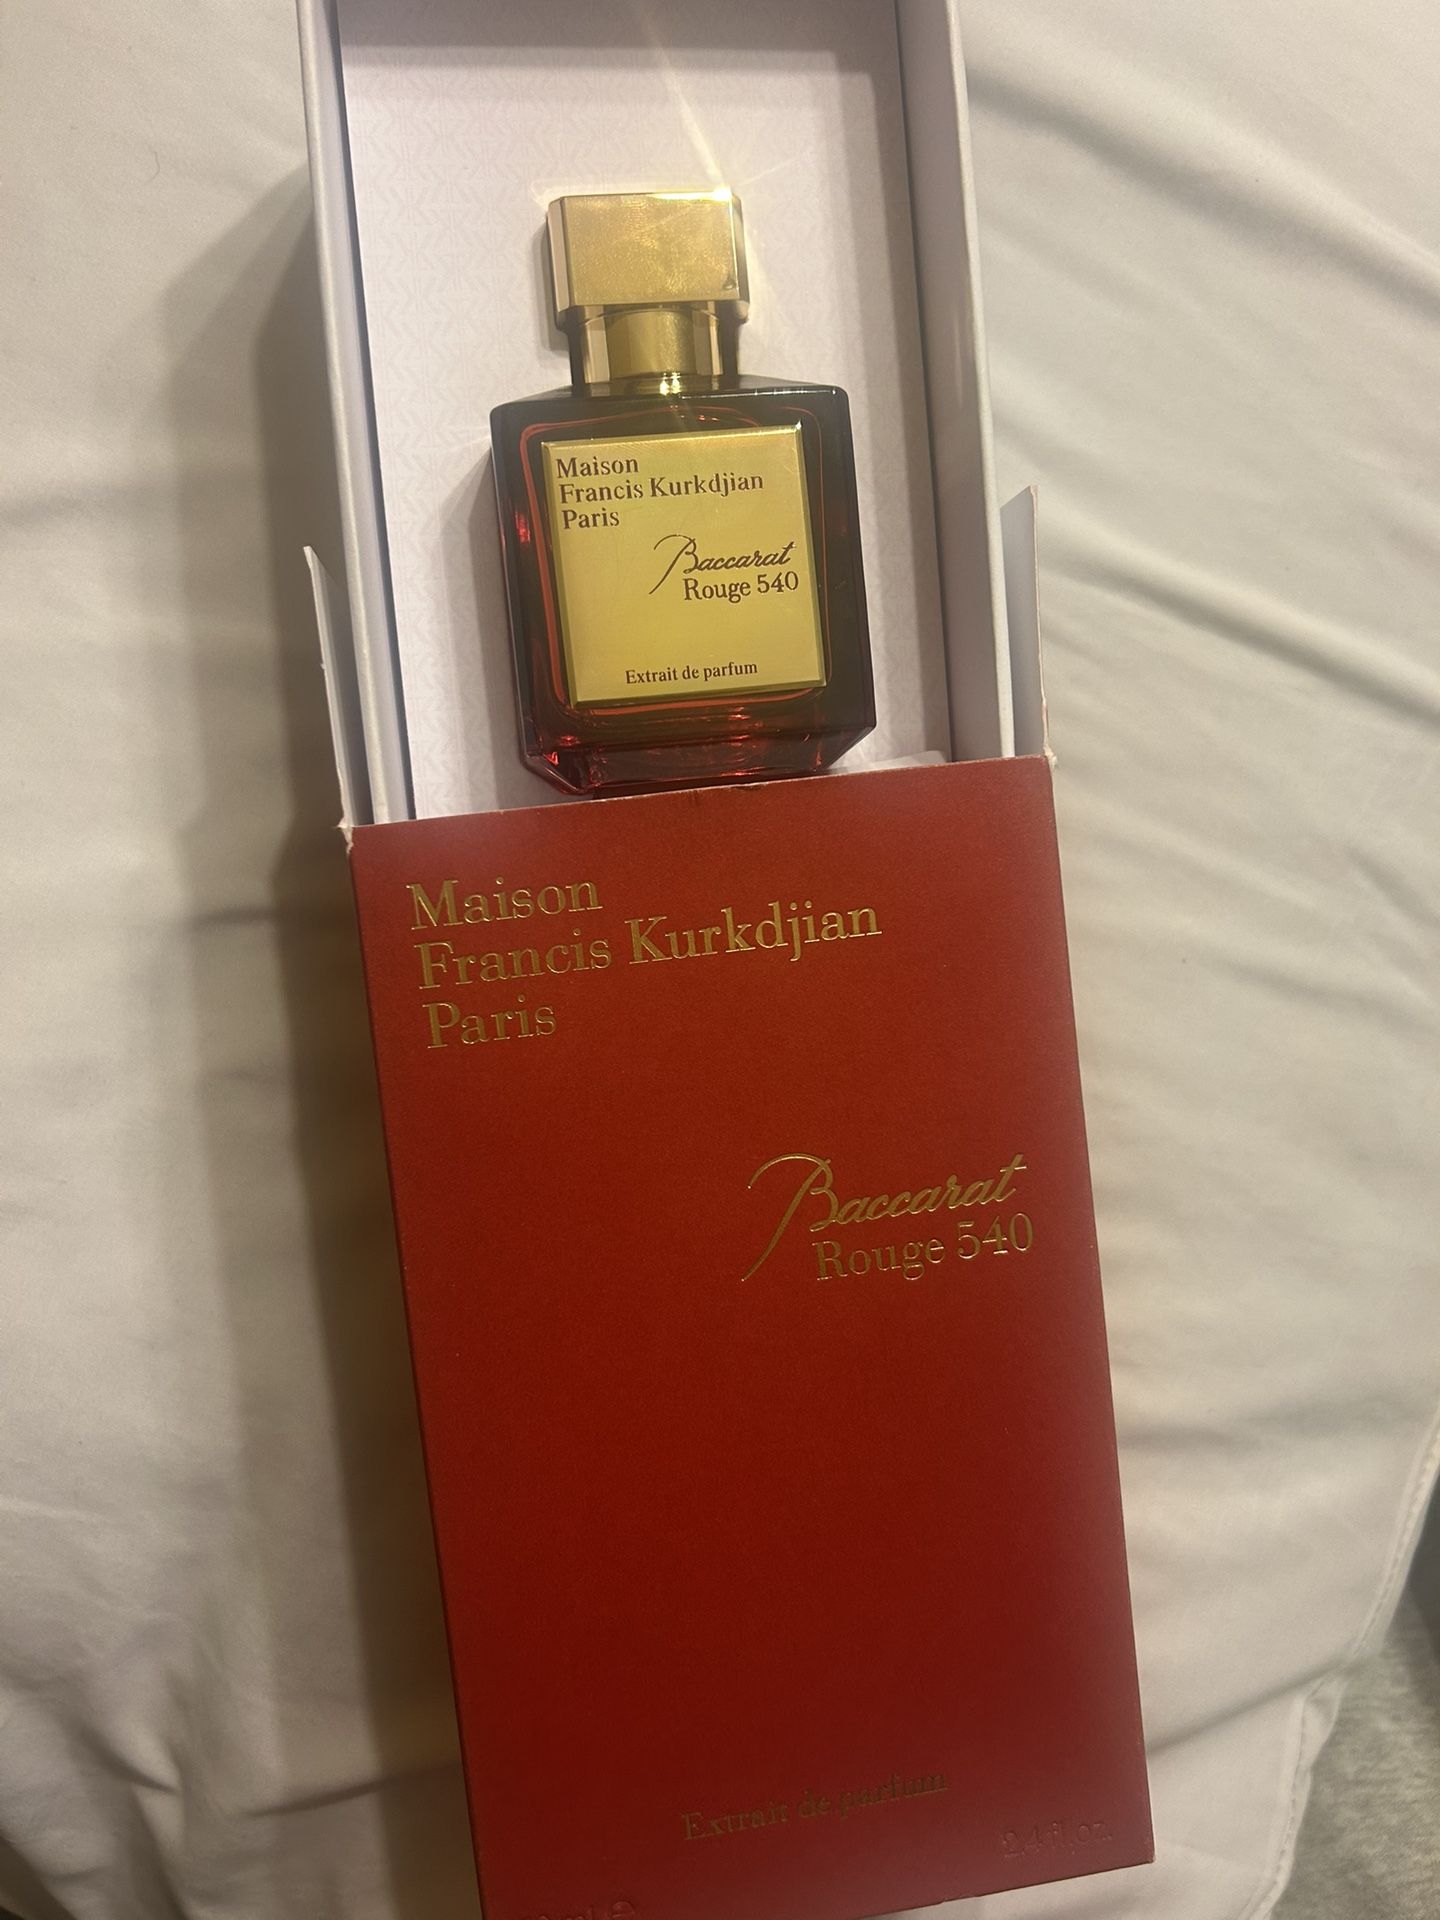 Maison
Francis Kurkdjian
Paris
Baccarat
Rouge 540
Extrait de parfum
Maison
Francis Kurkdjian
Paris
Baccarat
Rouge 540
Extrait de parfum
2.4 fl.oz.